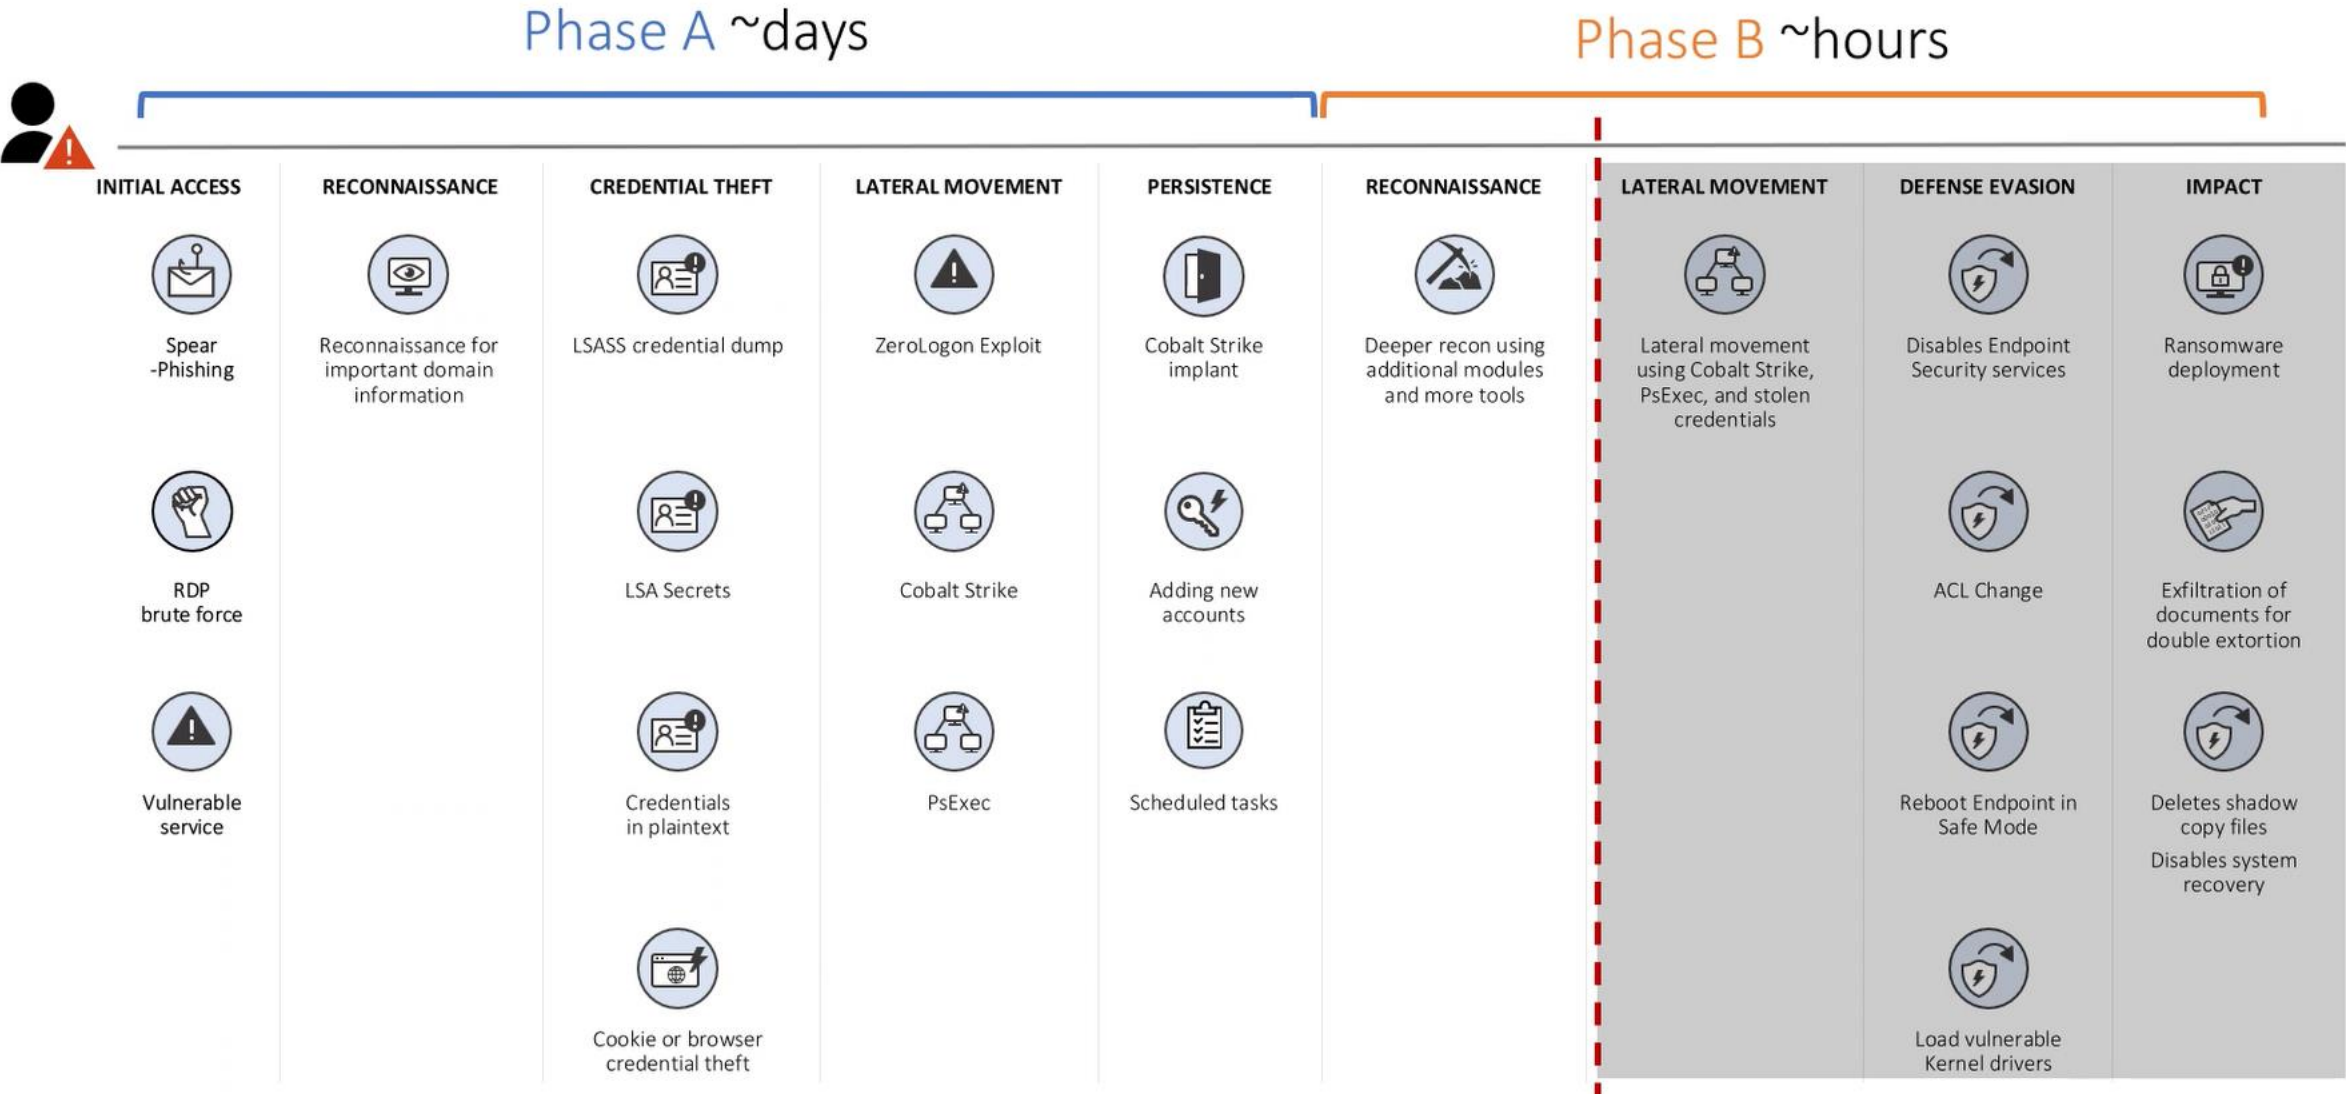 Phase A ~days
Phase B ~hours
INITIAL ACCESS
Spear
-Phishing
RDP
brute force
Vulnerable
service
RECONNAISSANCE
Reconnaissance for
important domain
information
CREDENTIAL THEFT
LSASS credential dump
LSA Secrets
Credentials
in plaintext
Cookie or browser
credential theft
LATERAL MOVEMENT
ZeroLogon Exploit
Cobalt Strike
PsExec
PERSISTENCE
Cobalt Strike
implant
Adding new
accounts
Scheduled tasks
RECONNAISSANCE
Deeper recon using
additional modules
and more tools
LATERAL MOVEMENT
Lateral movement
using Cobalt Strike,
PsExec, and stolen
credentials
DEFENSE EVASION
Disables Endpoint
Security services
ACL Change
Reboot Endpoint in
Safe Mode
Load vulnerable
Kernel drivers
IMPACT
Ransomware
deployment
Exfiltration of
documents for
double extortion
Deletes shadow
copy files
Disables system
recovery